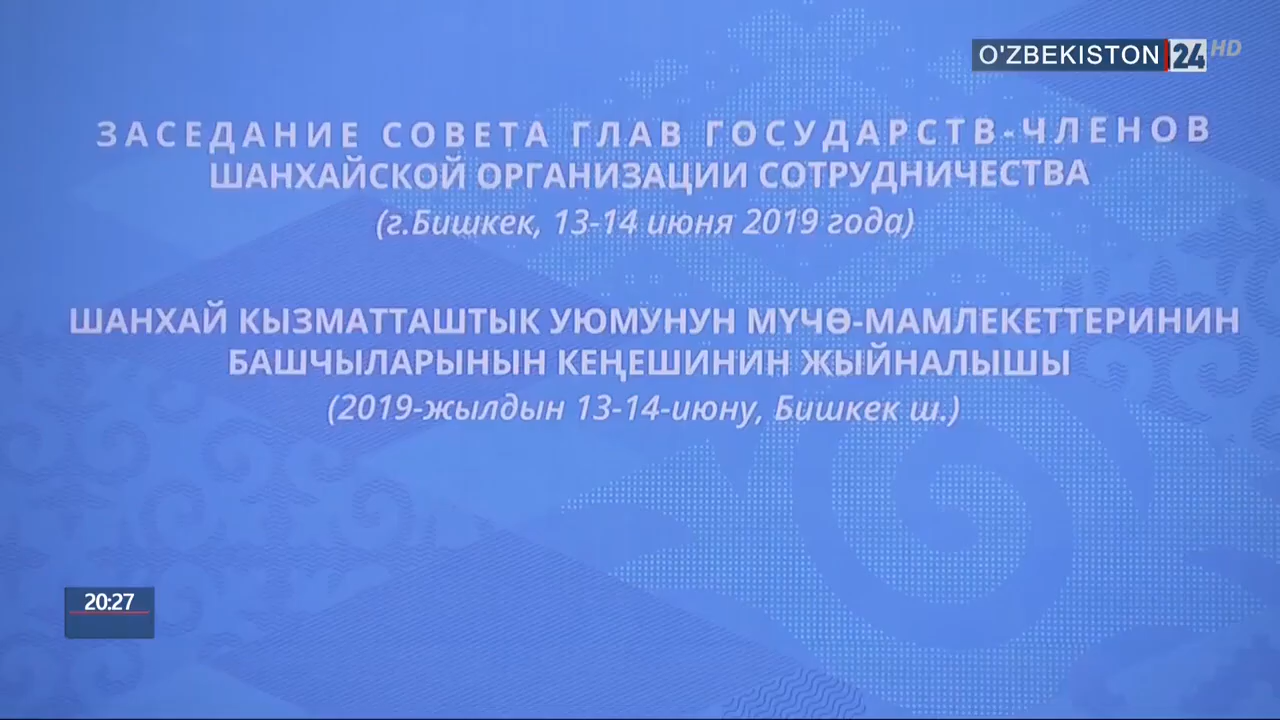 O'ZBEKISTON 24 HD
ЗАСЕДАНИЕ СОВЕТА ГЛАВ ГОСУДАРСТВ-ЧЛЕНОВ
ШАНХАЙСКОЙ ОРГАНИЗАЦИИ СОТРУДНИЧЕСТВА
(г.Бишкек, 13-14 июня 2019 года)
ШАНХАЙ КЫЗМАТТАШТЫК УЮМУНУН МҮЧӨ-МАМЛЕКЕТТЕРИНИН
БАШЧЫЛАРЫНЫН КЕҢЕШИНИН ЖЫЙНАЛЫШЫ
(2019-жылдын 13-14-июну, Бишкек ш.)
20:27